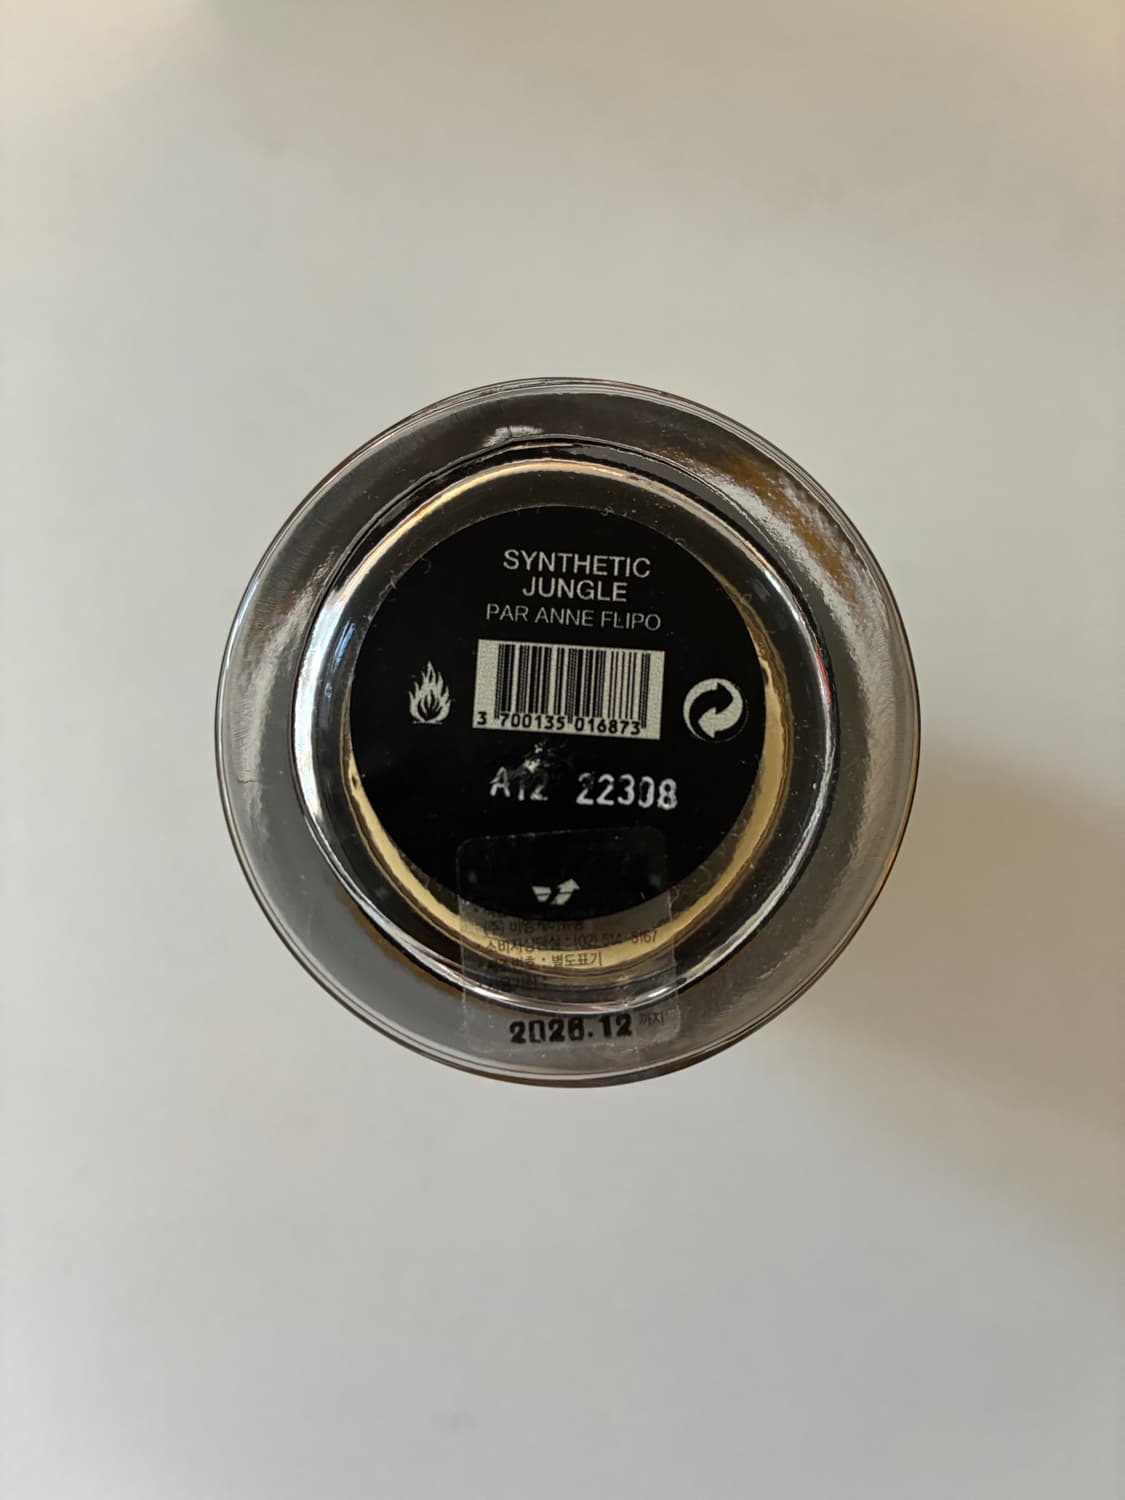 SYNTHETIC
JUNGLE
PAR ANNE FLIPO
3 700135 016873
A12 22308
소비자상담실 : (02) 514-5167
: 별도표기
2026.12 까지